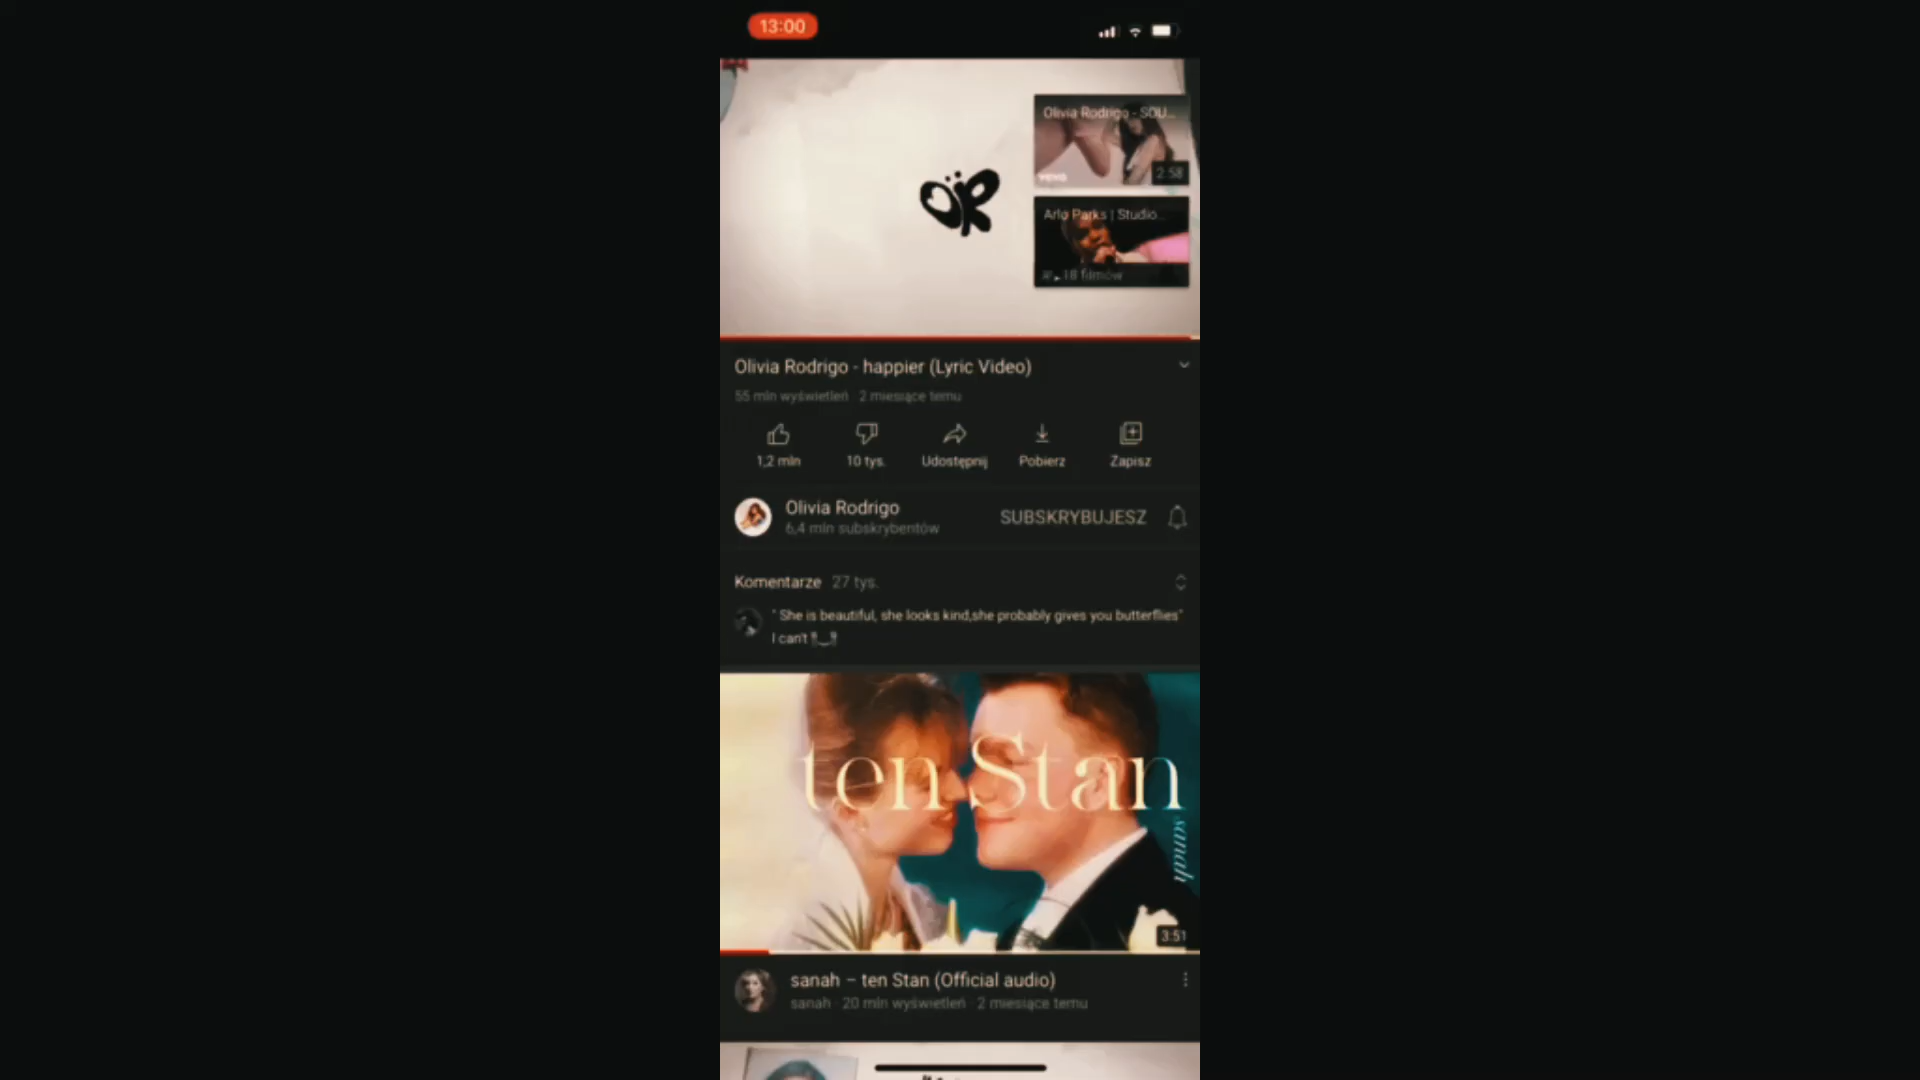 13:00
Olivia Rodrigo - SOU...
vevo
2:58
Arlo Parks | Studio...
18 filmów
Olivia Rodrigo - happier (Lyric Video)
55 mln wyświetleń · 2 miesiące temu
1,2 mln
10 tys.
Udostępnij
Pobierz
Zapisz
Olivia Rodrigo
6,4 mln subskrybentów
SUBSKRYBUJESZ
Komentarze 27 tys.
" She is beautiful, she looks kind,she probably gives you butterflies"
I can't
ten Stan
sanah
3:51
sanah – ten Stan (Official audio)
sanah · 20 mln wyświetleń · 2 miesiące temu